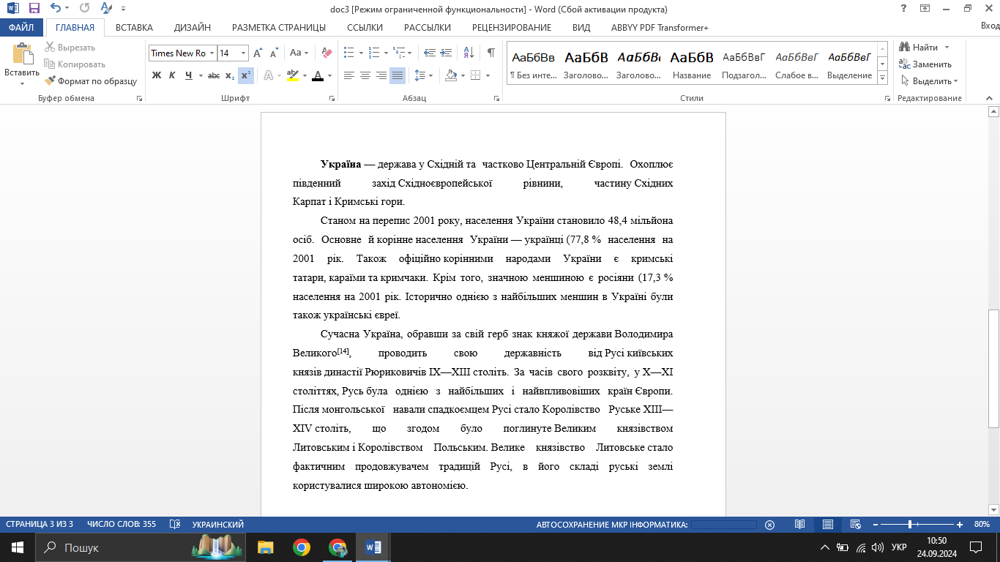 doc3 [Режим ограниченной функциональности] - Word (Сбой активации продукта)
ФАЙЛ ГЛАВНАЯ ВСТАВКА ДИЗАЙН РАЗМЕТКА СТРАНИЦЫ ССЫЛКИ РАССЫЛКИ РЕЦЕНЗИРОВАНИЕ ВИД ABBYY PDF Transformer+ Вход
Вставить
Вырезать
Копировать
Формат по образцу
Буфер обмена
Times New Ro 14
Ж К Ч abc x₂ x²
Шрифт
Абзац
АаБбВв АаБбВ АаБбВе АаБбВ АаБбВвГ АаБбВвГ АаБбВвГ
¶ Без инте... Заголово... Заголово... Название Подзагол... Слабое в... Выделение
Стили
Найти
Заменить
Выделить
Редактирование
Україна — держава у Східній та частково Центральній Європі. Охоплює
південний захід Східноєвропейської рівнини, частину Східних
Карпат і Кримські гори.
Станом на перепис 2001 року, населення України становило 48,4 мільйона
осіб. Основне й корінне населення України — українці (77,8 % населення на
2001 рік. Також офіційно корінними народами України є кримські
татари, караїми та кримчаки. Крім того, значною меншиною є росіяни (17,3 %
населення на 2001 рік. Історично однією з найбільших меншин в Україні були
також українські євреї.
Сучасна Україна, обравши за свій герб знак княжої держави Володимира
Великого[14], проводить свою державність від Русі київських
князів династії Рюриковичів IX—XIII століть. За часів свого розквіту, у X—XI
століттях, Русь була однією з найбільших і найвпливовіших країн Європи.
Після монгольської навали спадкоємцем Русі стало Королівство Руське XIII—
XIV століть, що згодом було поглинуте Великим князівством
Литовським і Королівством Польським. Велике князівство Литовське стало
фактичним продовжувачем традицій Русі, в його складі руські землі
користувалися широкою автономією.
СТРАНИЦА 3 ИЗ 3 ЧИСЛО СЛОВ: 355 УКРАИНСКИЙ АВТОСОХРАНЕНИЕ МКР ІНФОРМАТИКА: 80%
Пошук УКР 10:50
24.09.2024